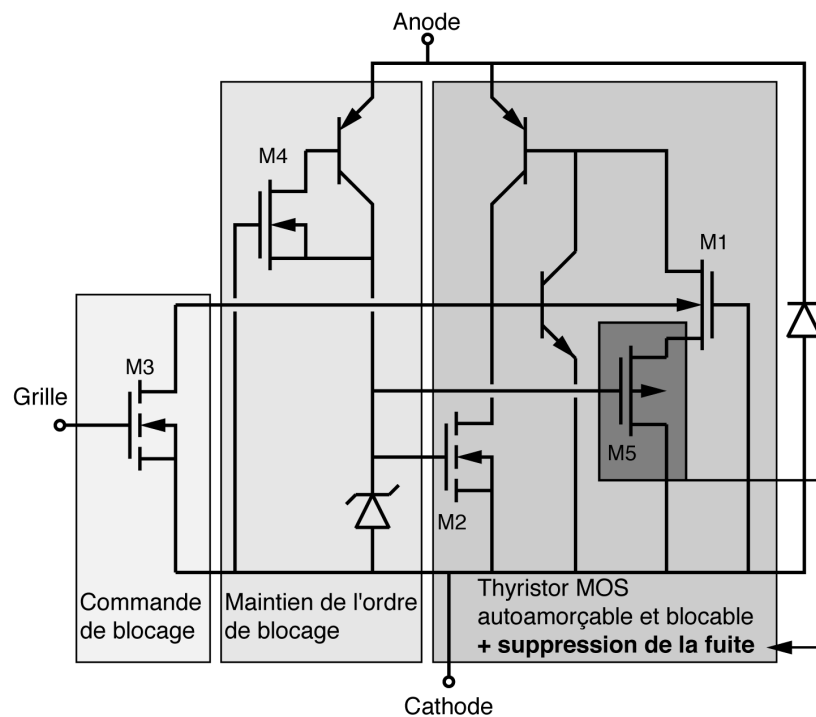 Anode
M4
M1
M3
Grille
M5
M2
Commande
de blocage
Maintien de l'ordre
de blocage
Thyristor MOS
autoamorçable et blocable
+ suppression de la fuite
Cathode